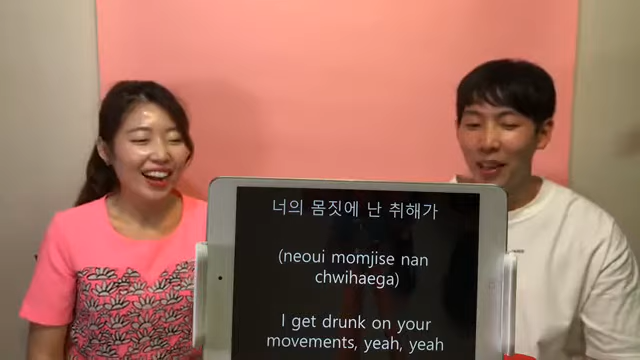 너의 몸짓에 난 취해가
(neoui momjise nan
chwihaega)
I get drunk on your
movements, yeah, yeah